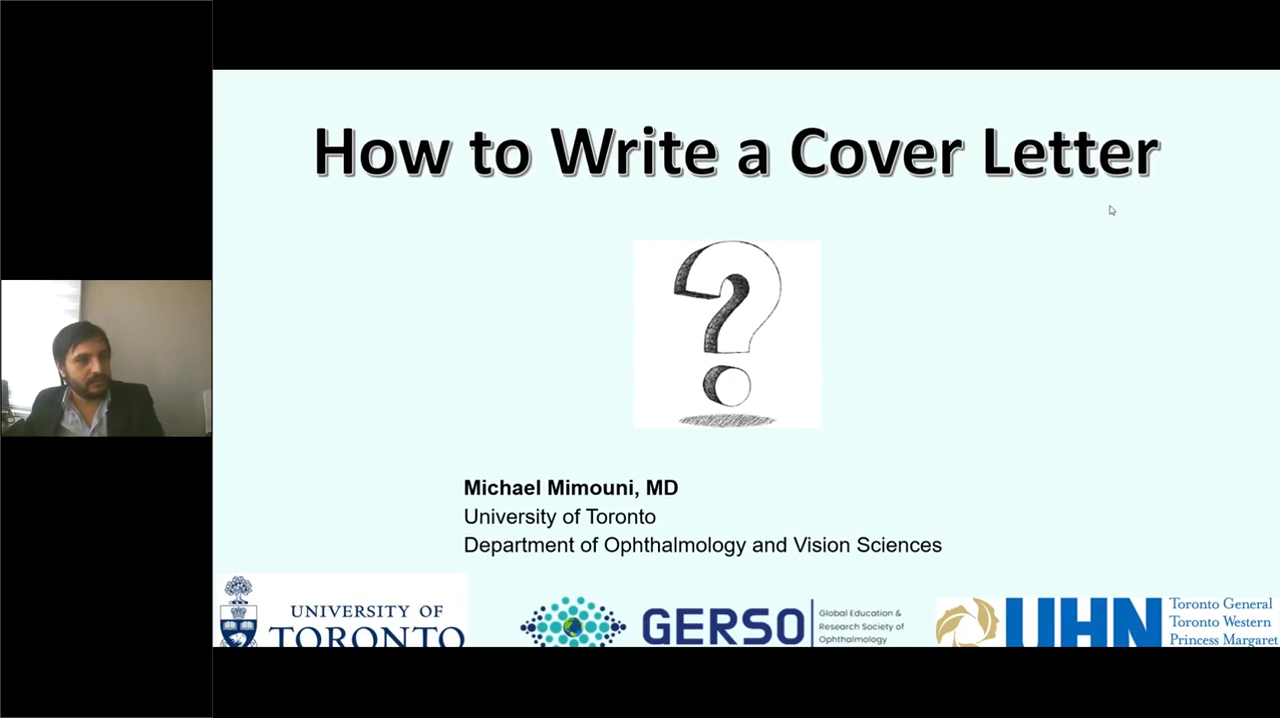 How to Write a Cover Letter
Michael Mimouni, MD
University of Toronto
Department of Ophthalmology and Vision Sciences
UNIVERSITY OF
TORONTO
GERSO
Global Education &
Research Society of
Ophthalmology
UHN
Toronto General
Toronto Western
Princess Margaret